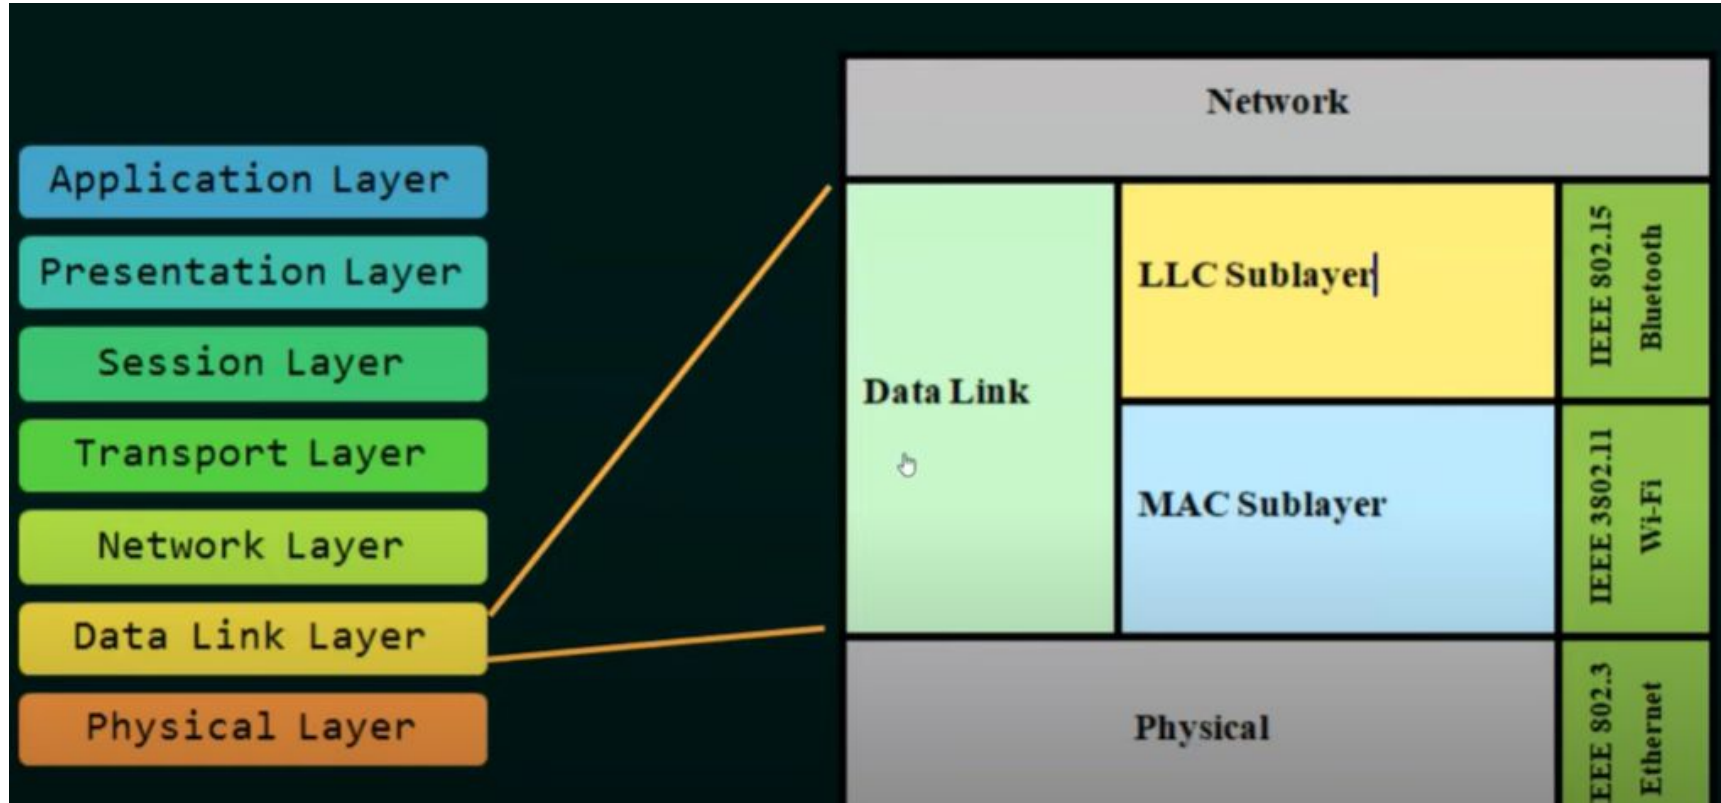 Application Layer
Presentation Layer
Session Layer
Transport Layer
Network Layer
Data Link Layer
Physical Layer
Network
Data Link
LLC Sublayer
MAC Sublayer
Physical
IEEE 802.15
Bluetooth
IEEE 3802.11
Wi-Fi
EEE 802.3
Ethernet